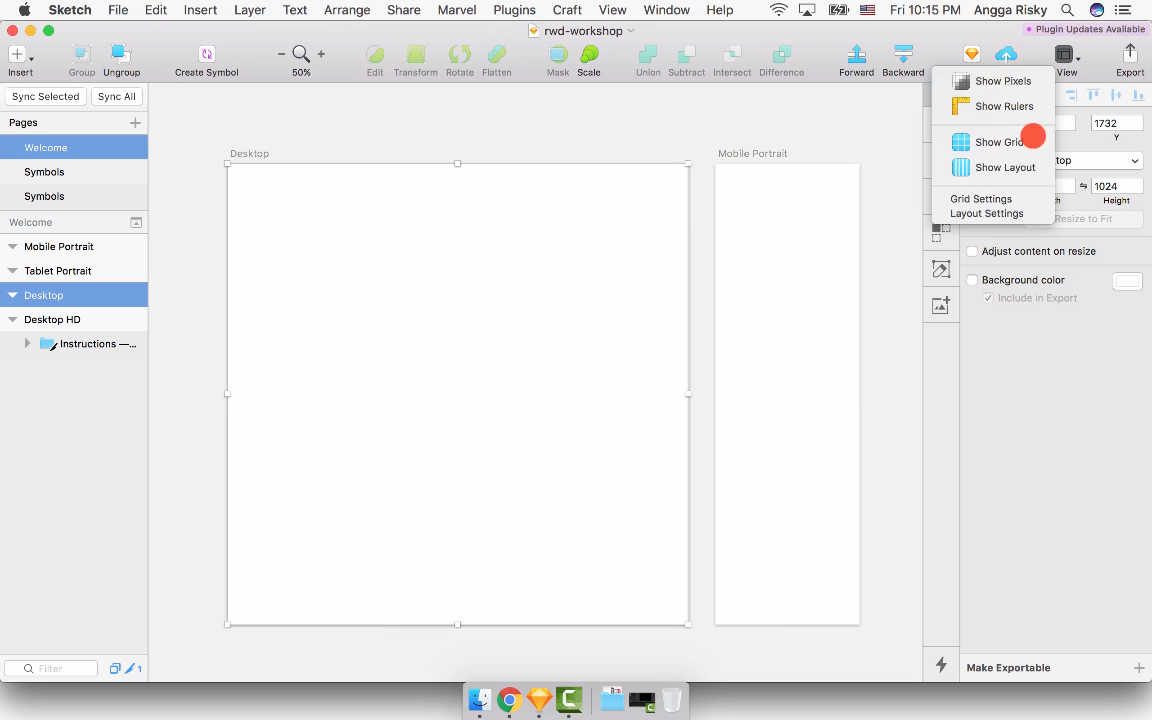 Sketch File Edit Insert Layer Text Arrange Share Marvel Plugins Craft View Window Help Fri 10:15 PM Angga Risky
rwd-workshop
Plugin Updates Available
Insert Group Ungroup Create Symbol 50% Edit Transform Rotate Flatten Mask Scale Union Subtract Intersect Difference Forward Backward View Export
Sync Selected Sync All
Pages
Welcome
Symbols
Symbols
Welcome
Mobile Portrait
Tablet Portrait
Desktop
Desktop HD
Instructions —...
Filter
1
Desktop
Mobile Portrait
Show Pixels
Show Rulers
Show Grid
Show Layout
Grid Settings
Layout Settings
1732
Y
top
1024
Height
Resize to Fit
Adjust content on resize
Background color
Include in Export
Make Exportable